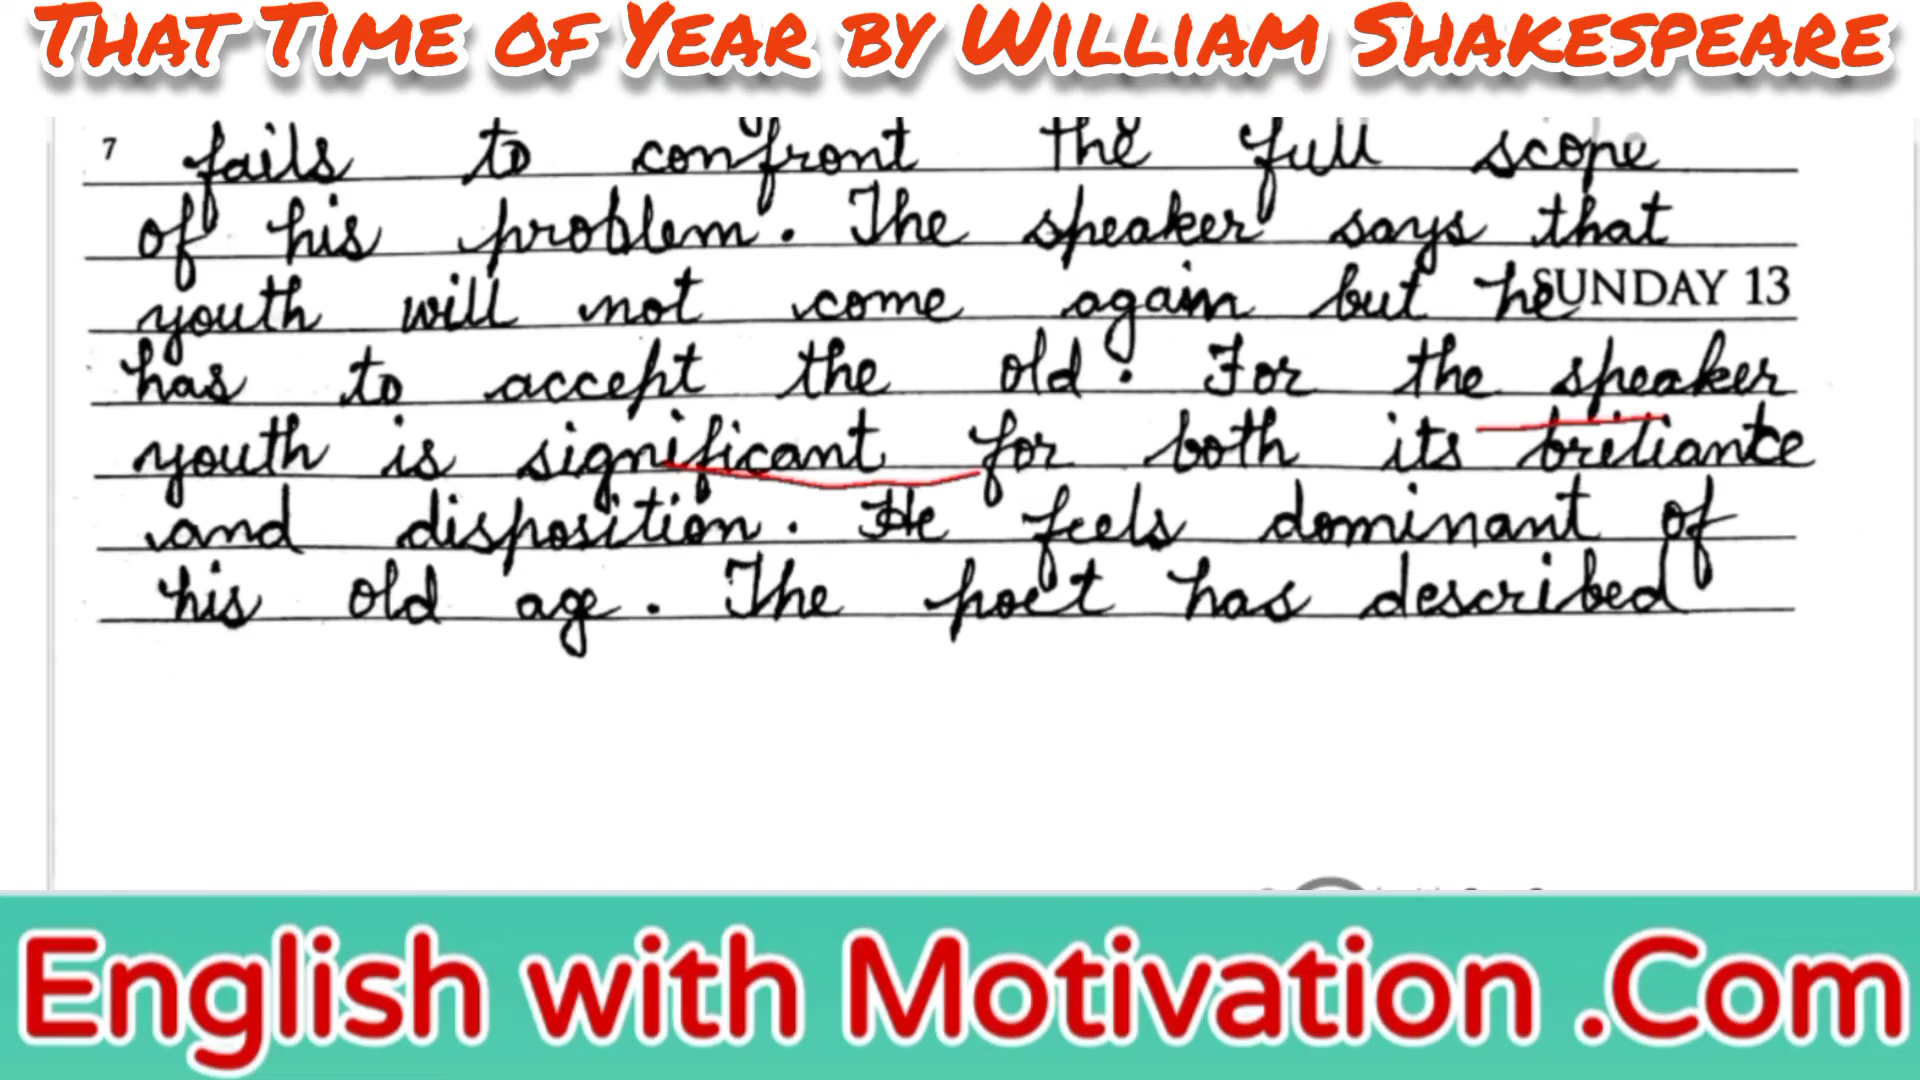 THAT TIME OF YEAR BY WILLIAM SHAKESPEARE
7 fails to confront the full scope
of his problem. The speaker says that
youth will not come again but he SUNDAY 13
has to accept the old. For the speaker
youth is significant for both its briliante
and disposition. He feels dominant of
his old age. The poet has described
English with Motivation .Com